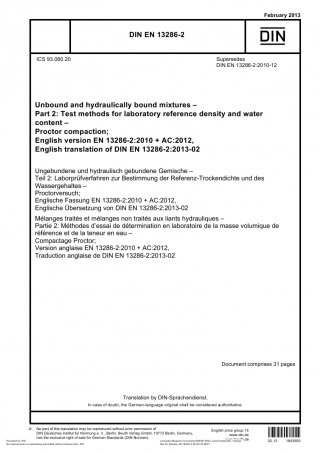 February 2013
DIN EN 13286-2
DIN
ICS 93.080.20
Supersedes
DIN EN 13286-2:2010-12
Unbound and hydraulically bound mixtures –
Part 2: Test methods for laboratory reference density and water
content –
Proctor compaction;
English version EN 13286-2:2010 + AC:2012,
English translation of DIN EN 13286-2:2013-02
Ungebundene und hydraulisch gebundene Gemische –
Teil 2: Laborprüfverfahren zur Bestimmung der Referenz-Trockendichte und des
Wassergehaltes –
Proctorversuch;
Englische Fassung EN 13286-2:2010 + AC:2012,
Englische Übersetzung von DIN EN 13286-2:2013-02
Mélanges traités et mélanges non traités aux liants hydrauliques –
Partie 2: Méthodes d'essai de détermination en laboratoire de la masse volumique de
référence et de la teneur en eau –
Compactage Proctor;
Version anglaise EN 13286-2:2010 + AC:2012,
Traduction anglaise de DIN EN 13286-2:2013-02
Document comprises 31 pages
Translation by DIN-Sprachendienst.
In case of doubt, the German-language original shall be considered authoritative.
No part of this translation may be reproduced without prior permission of
DIN Deutsches Institut für Normung e. V., Berlin. Beuth Verlag GmbH, 10772 Berlin, Germany,
has the exclusive right of sale for German Standards (DIN-Normen).
English price group 15
www.din.de